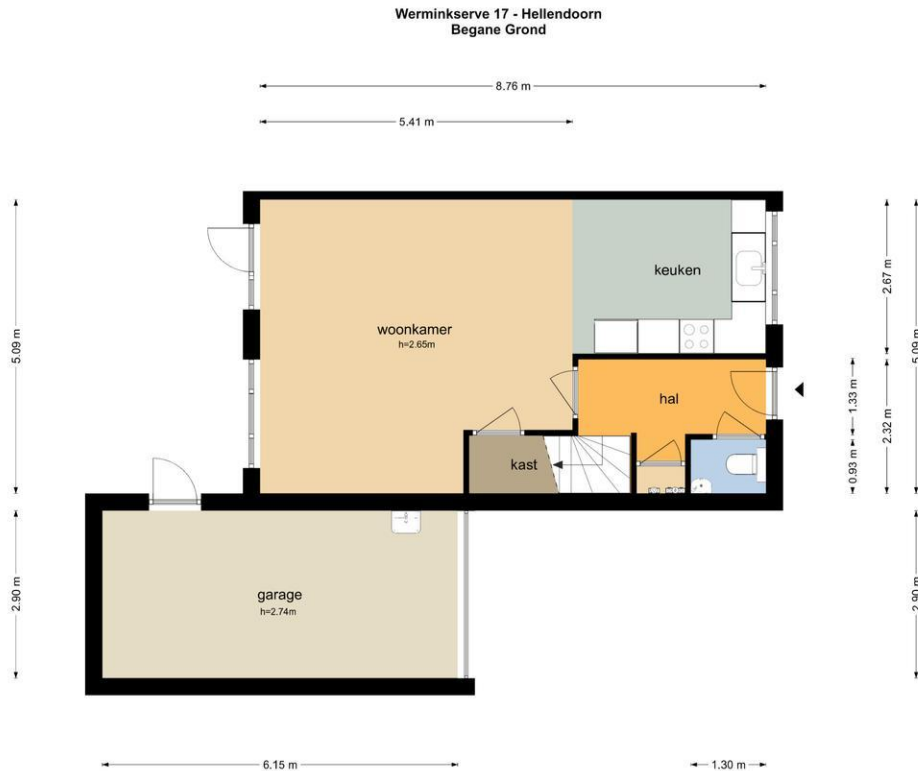 Werminkserve 17 - Hellendoorn
Begane Grond
8.76 m
5.41 m
5.09 m
2.67 m
5.09 m
keuken
woonkamer
h=2.65m
hal
1.33 m
2.32 m
kast
0.93 m
2.90 m
garage
h=2.74m
2.90 m
6.15 m
1.30 m